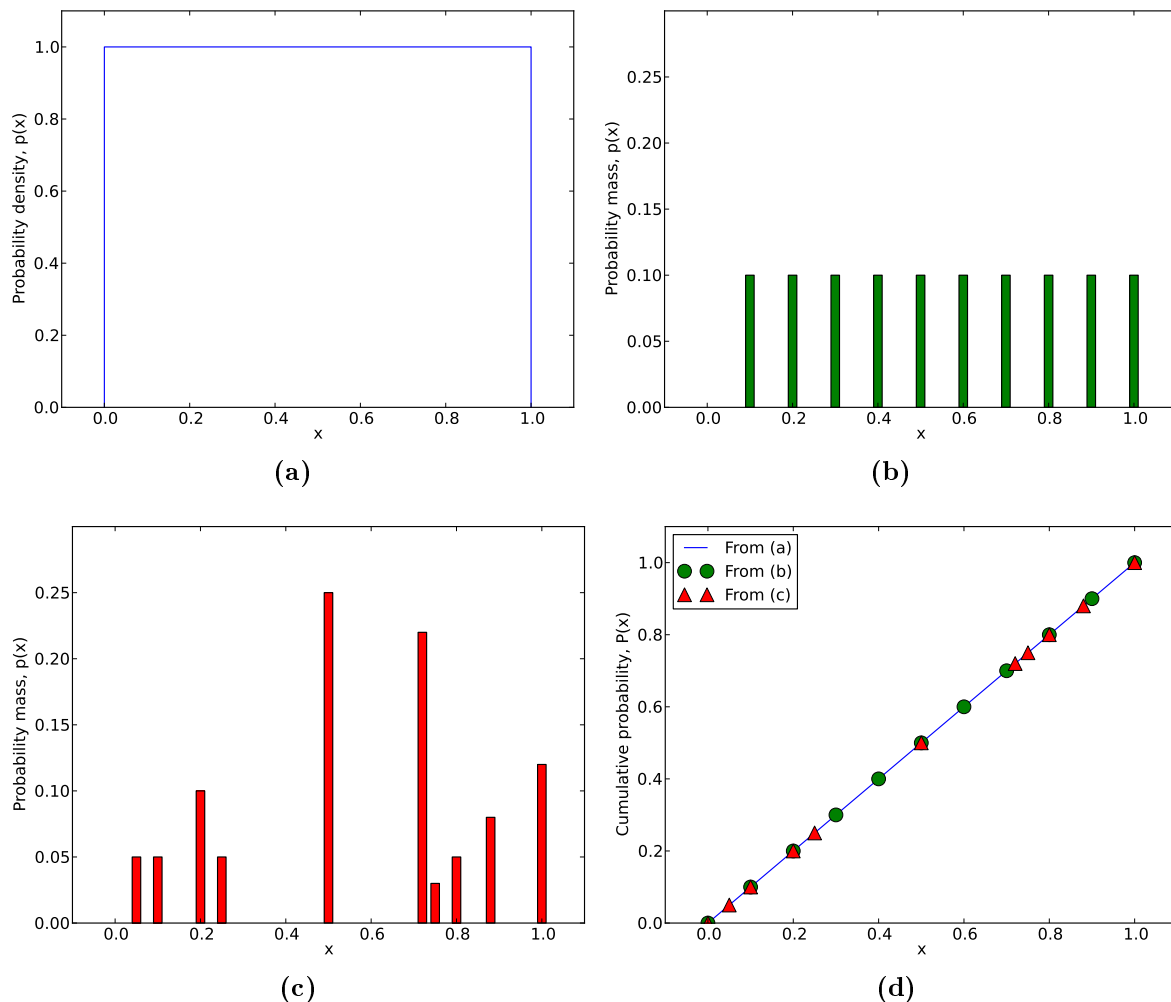 1.0
0.8
0.6
0.4
0.2
0.0
Probability density, p(x)
0.0 0.2 0.4 0.6 0.8 1.0
x
(a)
0.25
0.20
0.15
0.10
0.05
0.00
Probability mass, p(x)
0.0 0.2 0.4 0.6 0.8 1.0
x
(b)
0.25
0.20
0.15
0.10
0.05
0.00
Probability mass, p(x)
0.0 0.2 0.4 0.6 0.8 1.0
x
(c)
From (a)
From (b)
From (c)
1.0
0.8
0.6
0.4
0.2
0.0
Cumulative probability, P(x)
0.0 0.2 0.4 0.6 0.8 1.0
x
(d)